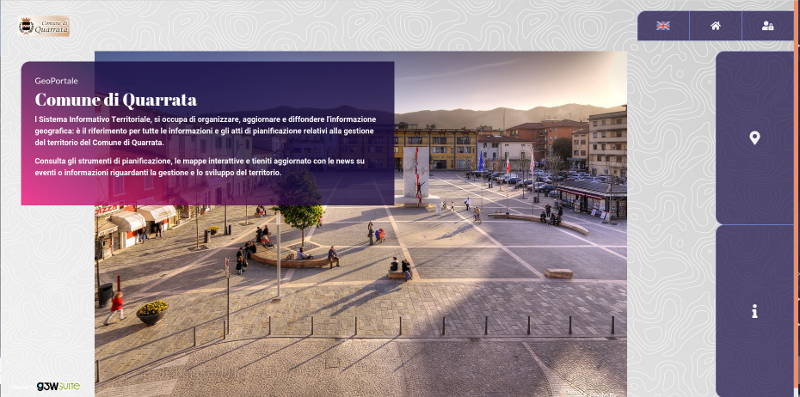 Comune di
Quarrata
GeoPortale
Comune di Quarrata
l Sistema Informativo Territoriale, si occupa di organizzare, aggiornare e diffondere l'informazione
geografica: è il riferimento per tutte le informazioni e gli atti di pianificazione relativi alla gestione
del territorio del Comune di Quarrata.
Consulta gli strumenti di pianificazione, le mappe interattive e tieniti aggiornato con le news su
eventi o informazioni riguardanti la gestione e lo sviluppo del territorio.
g3wsuite